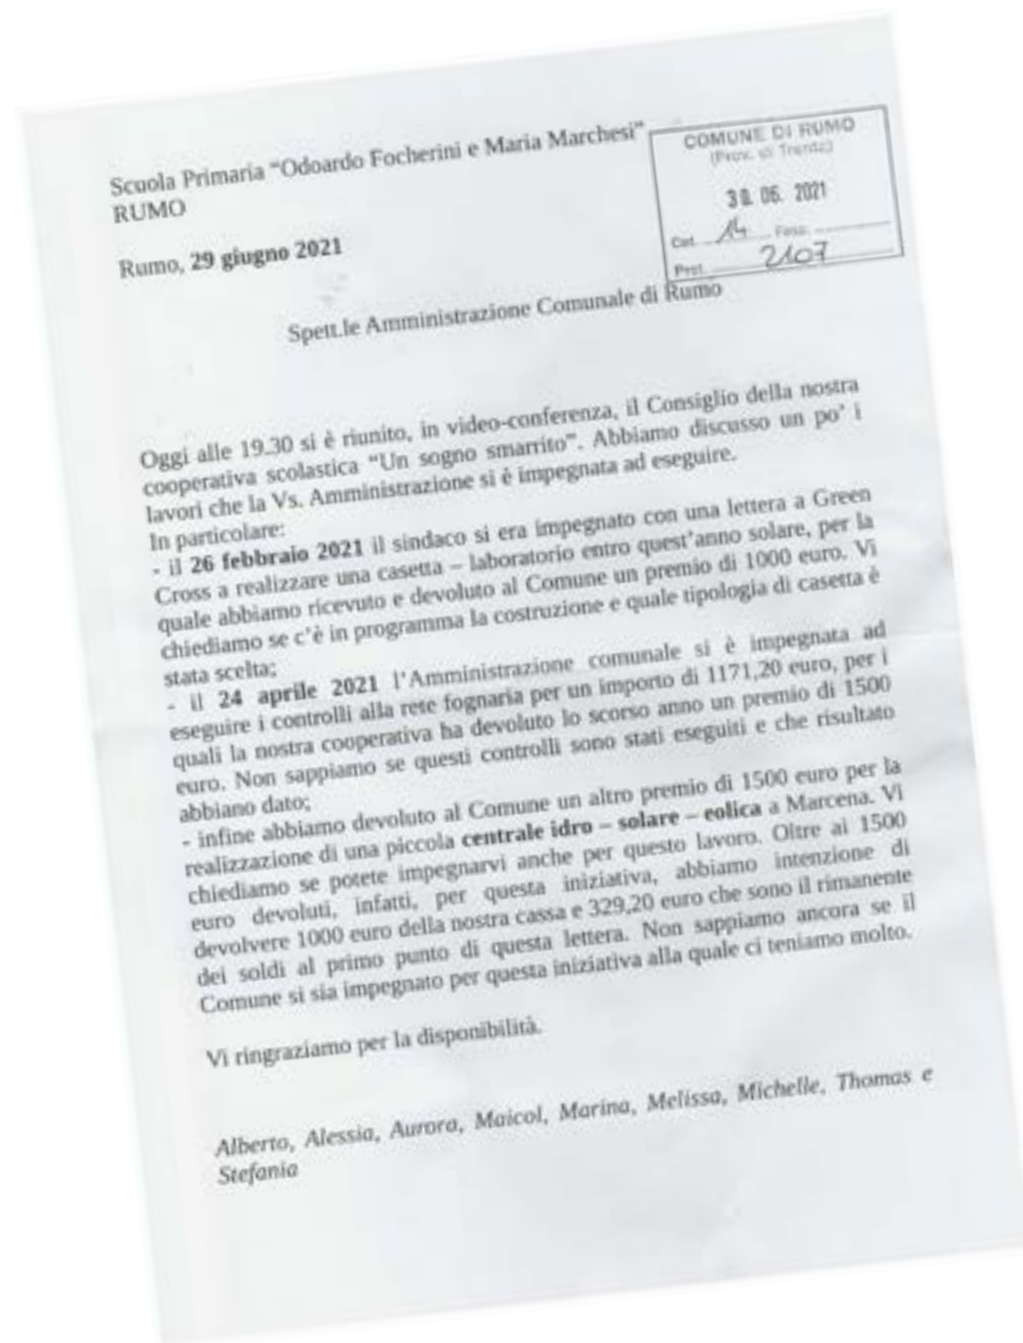 Scuola Primaria “Odoardo Focherini e Maria Marchesi”
RUMO
COMUNE DI RUMO
(Prov. di Trento)
30. 06. 2021
Cat. 14 Fasc.
Prot. 2107
Rumo, 29 giugno 2021
Spett.le Amministrazione Comunale di Rumo
Oggi alle 19.30 si è riunito, in video-conferenza, il Consiglio della nostra
cooperativa scolastica “Un sogno smarrito”. Abbiamo discusso un po’ i
lavori che la Vs. Amministrazione si è impegnata ad eseguire.
In particolare:
- il 26 febbraio 2021 il sindaco si era impegnato con una lettera a Green
Cross a realizzare una casetta – laboratorio entro quest’anno solare, per la
quale abbiamo ricevuto e devoluto al Comune un premio di 1000 euro. Vi
chiediamo se c’è in programma la costruzione e quale tipologia di casetta è
stata scelta;
- il 24 aprile 2021 l’Amministrazione comunale si è impegnata ad
eseguire i controlli alla rete fognaria per un importo di 1171,20 euro, per i
quali la nostra cooperativa ha devoluto lo scorso anno un premio di 1500
euro. Non sappiamo se questi controlli sono stati eseguiti e che risultato
abbiano dato;
- infine abbiamo devoluto al Comune un altro premio di 1500 euro per la
realizzazione di una piccola centrale idro – solare – eolica a Marcena. Vi
chiediamo se potete impegnarvi anche per questo lavoro. Oltre ai 1500
euro devoluti, infatti, per questa iniziativa, abbiamo intenzione di
devolvere 1000 euro della nostra cassa e 329,20 euro che sono il rimanente
dei soldi al primo punto di questa lettera. Non sappiamo ancora se il
Comune si sia impegnato per questa iniziativa alla quale ci teniamo molto.
Vi ringraziamo per la disponibilità.
Alberto, Alessia, Aurora, Maicol, Marina, Melissa, Michelle, Thomas e
Stefania